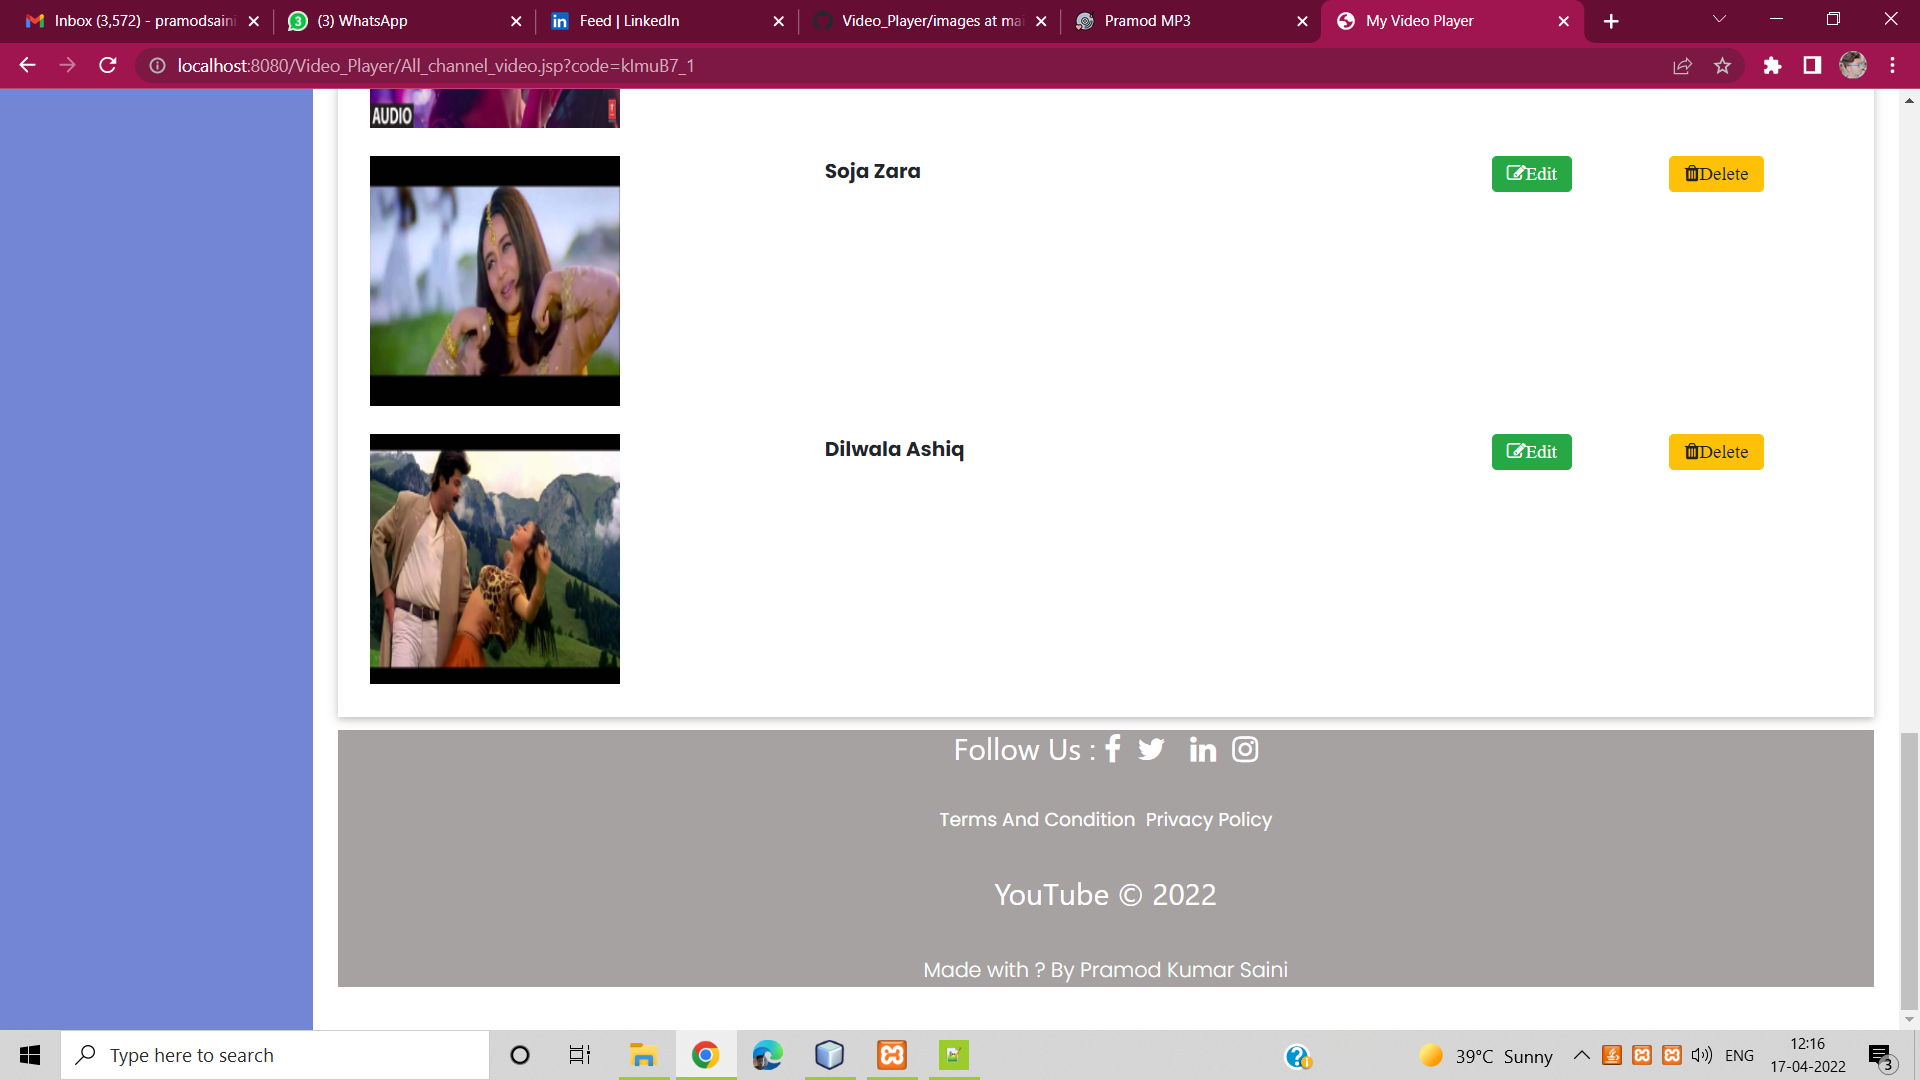 Inbox (3,572) - pramodsaini
(3) WhatsApp
Feed | LinkedIn
Video_Player/images at mai
Pramod MP3
My Video Player
localhost:8080/Video_Player/All_channel_video.jsp?code=klmuB7_1
AUDIO
Soja Zara
Edit
Delete
Dilwala Ashiq
Edit
Delete
Follow Us :
Terms And Condition Privacy Policy
YouTube © 2022
Made with ? By Pramod Kumar Saini
Type here to search
39°C Sunny
ENG
12:16
17-04-2022
3